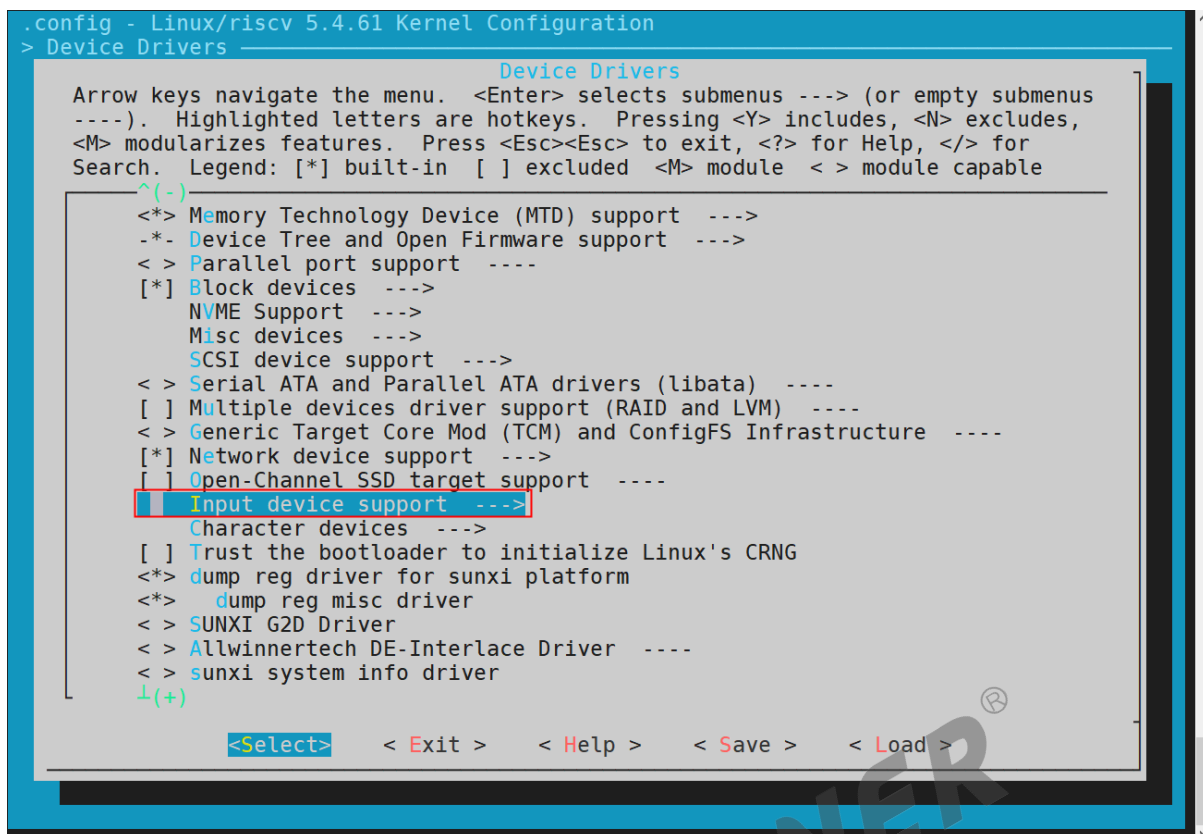 .config - Linux/riscv 5.4.61 Kernel Configuration
> Device Drivers
Device Drivers
Arrow keys navigate the menu.  <Enter> selects submenus ---> (or empty submenus
----).  Highlighted letters are hotkeys.  Pressing <Y> includes, <N> excludes,
<M> modularizes features.  Press <Esc><Esc> to exit, <?> for Help, </> for
Search.  Legend: [*] built-in  [ ] excluded  <M> module  < > module capable
^(-)
<*> Memory Technology Device (MTD) support  --->
-*- Device Tree and Open Firmware support  --->
< > Parallel port support  ----
[*] Block devices  --->
NVME Support  --->
Misc devices  --->
SCSI device support  --->
< > Serial ATA and Parallel ATA drivers (libata)  ----
[ ] Multiple devices driver support (RAID and LVM)  ----
< > Generic Target Core Mod (TCM) and ConfigFS Infrastructure  ----
[*] Network device support  --->
[ ] Open-Channel SSD target support  ----
Input device support  --->
Character devices  --->
[ ] Trust the bootloader to initialize Linux's CRNG
<*> dump reg driver for sunxi platform
<*>   dump reg misc driver
< > SUNXI G2D Driver
< > Allwinnertech DE-Interlace Driver  ----
< > sunxi system info driver
┴(+)
<Select>    < Exit >    < Help >    < Save >    < Load >
NER®